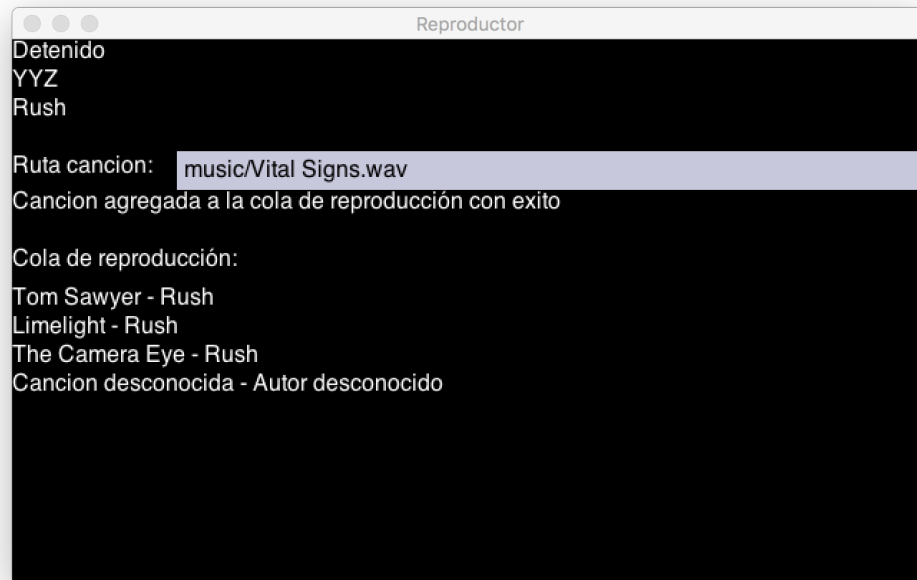 Reproductor
Detenido
YYZ
Rush
Ruta cancion: music/Vital Signs.wav
Cancion agregada a la cola de reproducción con exito
Cola de reproducción:
Tom Sawyer - Rush
Limelight - Rush
The Camera Eye - Rush
Cancion desconocida - Autor desconocido